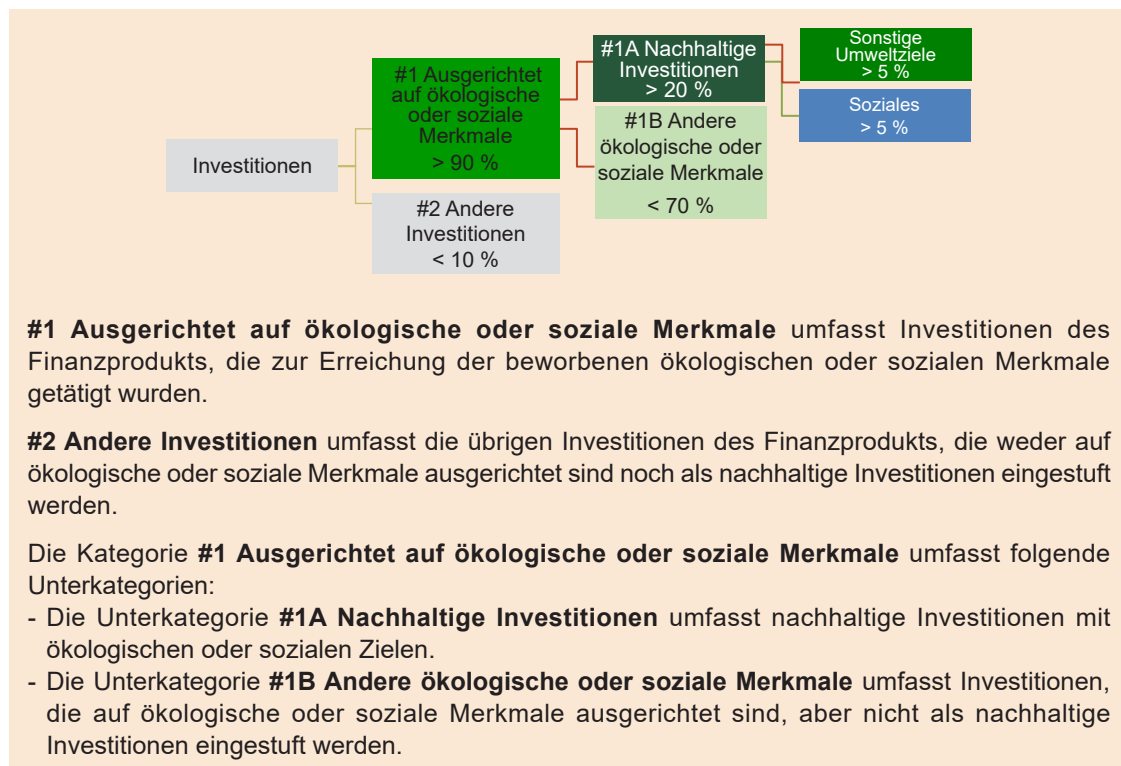 Investitionen
#1 Ausgerichtet
auf ökologische
oder soziale
Merkmale
> 90 %
#2 Andere
Investitionen
< 10 %
#1A Nachhaltige
Investitionen
> 20 %
#1B Andere
ökologische oder
soziale Merkmale
< 70 %
Sonstige
Umweltziele
> 5 %
Soziales
> 5 %
#1 Ausgerichtet auf ökologische oder soziale Merkmale umfasst Investitionen des
Finanzprodukts, die zur Erreichung der beworbenen ökologischen oder sozialen Merkmale
getätigt wurden.
#2 Andere Investitionen umfasst die übrigen Investitionen des Finanzprodukts, die weder auf
ökologische oder soziale Merkmale ausgerichtet sind noch als nachhaltige Investitionen eingestuft
werden.
Die Kategorie #1 Ausgerichtet auf ökologische oder soziale Merkmale umfasst folgende
Unterkategorien:
- Die Unterkategorie #1A Nachhaltige Investitionen umfasst nachhaltige Investitionen mit
ökologischen oder sozialen Zielen.
- Die Unterkategorie #1B Andere ökologische oder soziale Merkmale umfasst Investitionen,
die auf ökologische oder soziale Merkmale ausgerichtet sind, aber nicht als nachhaltige
Investitionen eingestuft werden.